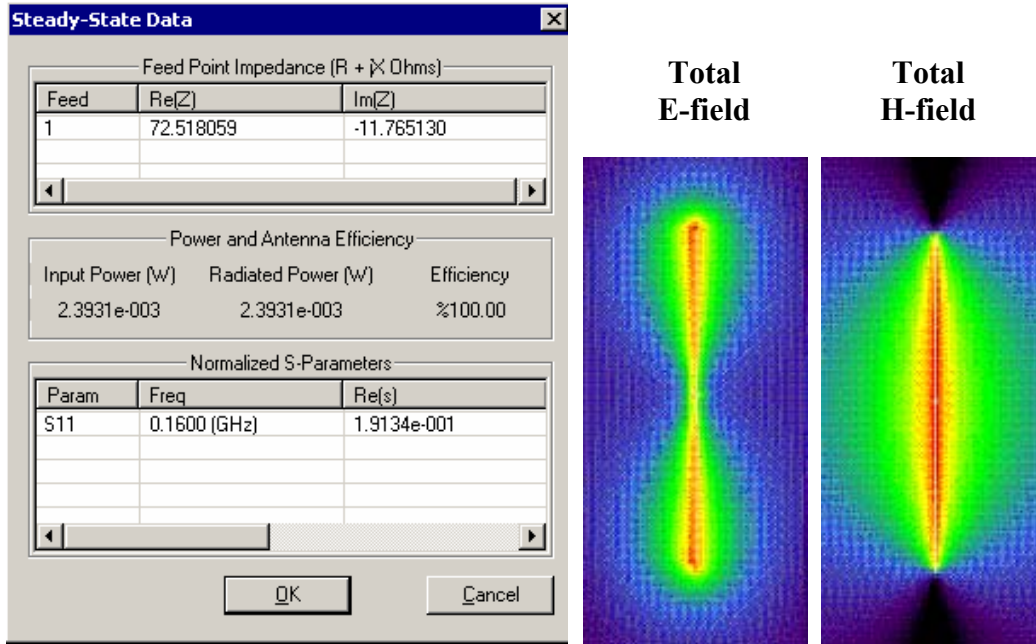 Steady-State Data
Feed Point Impedance (R + jX Ohms)
Feed Re(Z) Im(Z)
1 72.518059 -11.765130
Power and Antenna Efficiency
Input Power (W) Radiated Power (W) Efficiency
2.3931e-003 2.3931e-003 %100.00
Normalized S-Parameters
Param Freq Re(s)
S11 0.1600 (GHz) 1.9134e-001
OK Cancel
Total
E-field
Total
H-field